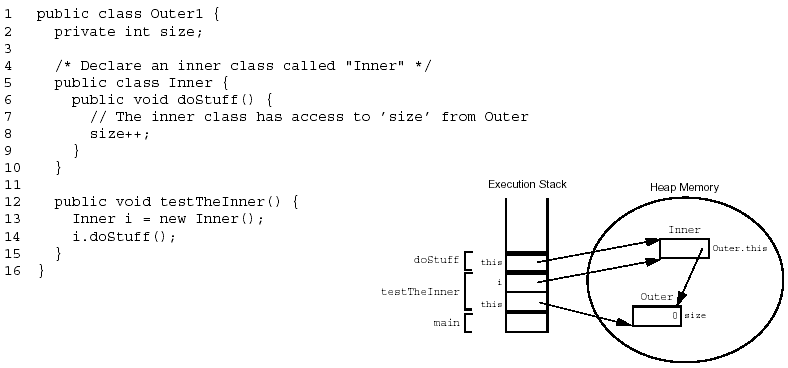 1 public class Outer1 {
2 private int size;
3
4 /* Declare an inner class called "Inner" */
5 public class Inner {
6 public void doStuff() {
7 // The inner class has access to ’size’ from Outer
8 size++;
9 }
10 }
11
12 public void testTheInner() {
13 Inner i = new Inner();
14 i.doStuff();
15 }
16 }
Execution Stack
Heap Memory
Inner
Outer.this
doStuff
this
i
testTheInner
this
Outer
0 size
main